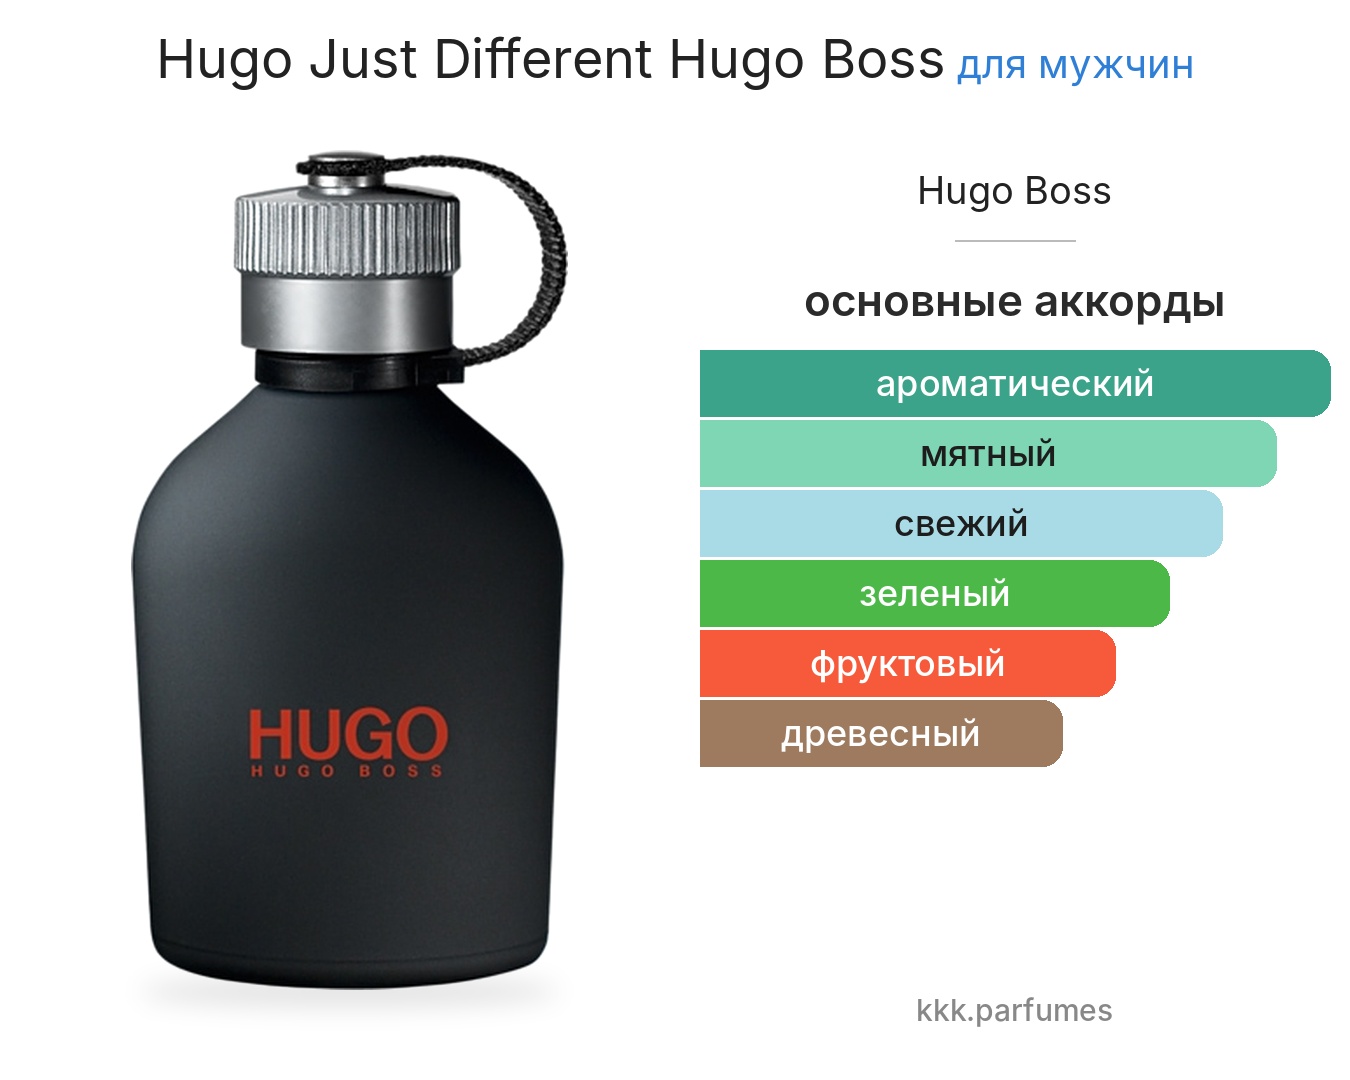 Hugo Just Different Hugo Boss для мужчин
Hugo Boss
основные аккорды
ароматический
мятный
свежий
зеленый
фруктовый
древесный
HUGO
HUGO BOSS
kkk.parfumes